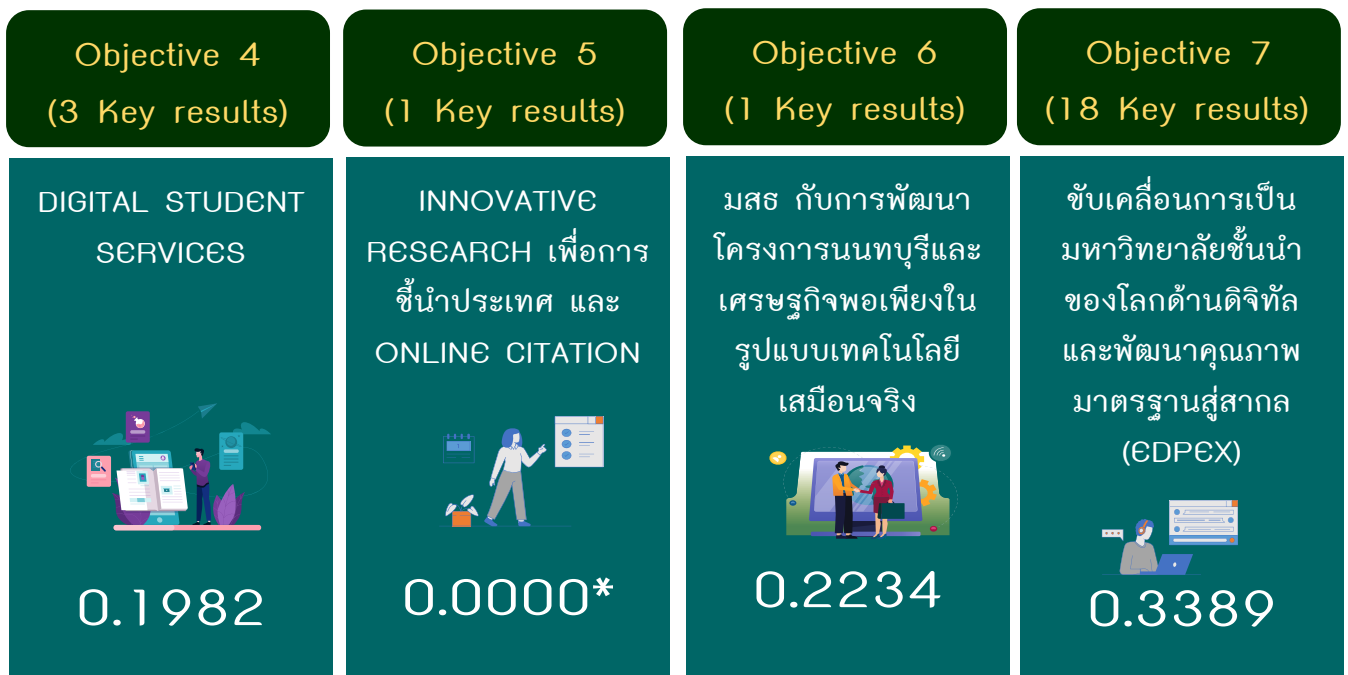 Objective 4
(3 Key results)
DIGITAL STUDENT
SERVICES
0.1982
Objective 5
(1 Key results)
INNOVATIVE
RESEARCH เพื่อการ
ชี้นำประเทศ และ
ONLINE CITATION
0.0000*
Objective 6
(1 Key results)
มสธ กับการพัฒนา
โครงการนนทบุรีและ
เศรษฐกิจพอเพียงใน
รูปแบบเทคโนโลยี
เสมือนจริง
0.2234
Objective 7
(18 Key results)
ขับเคลื่อนการเป็น
มหาวิทยาลัยชั้นนำ
ของโลกด้านดิจิทัล
และพัฒนาคุณภาพ
มาตรฐานสู่สากล
(EDPEX)
0.3389